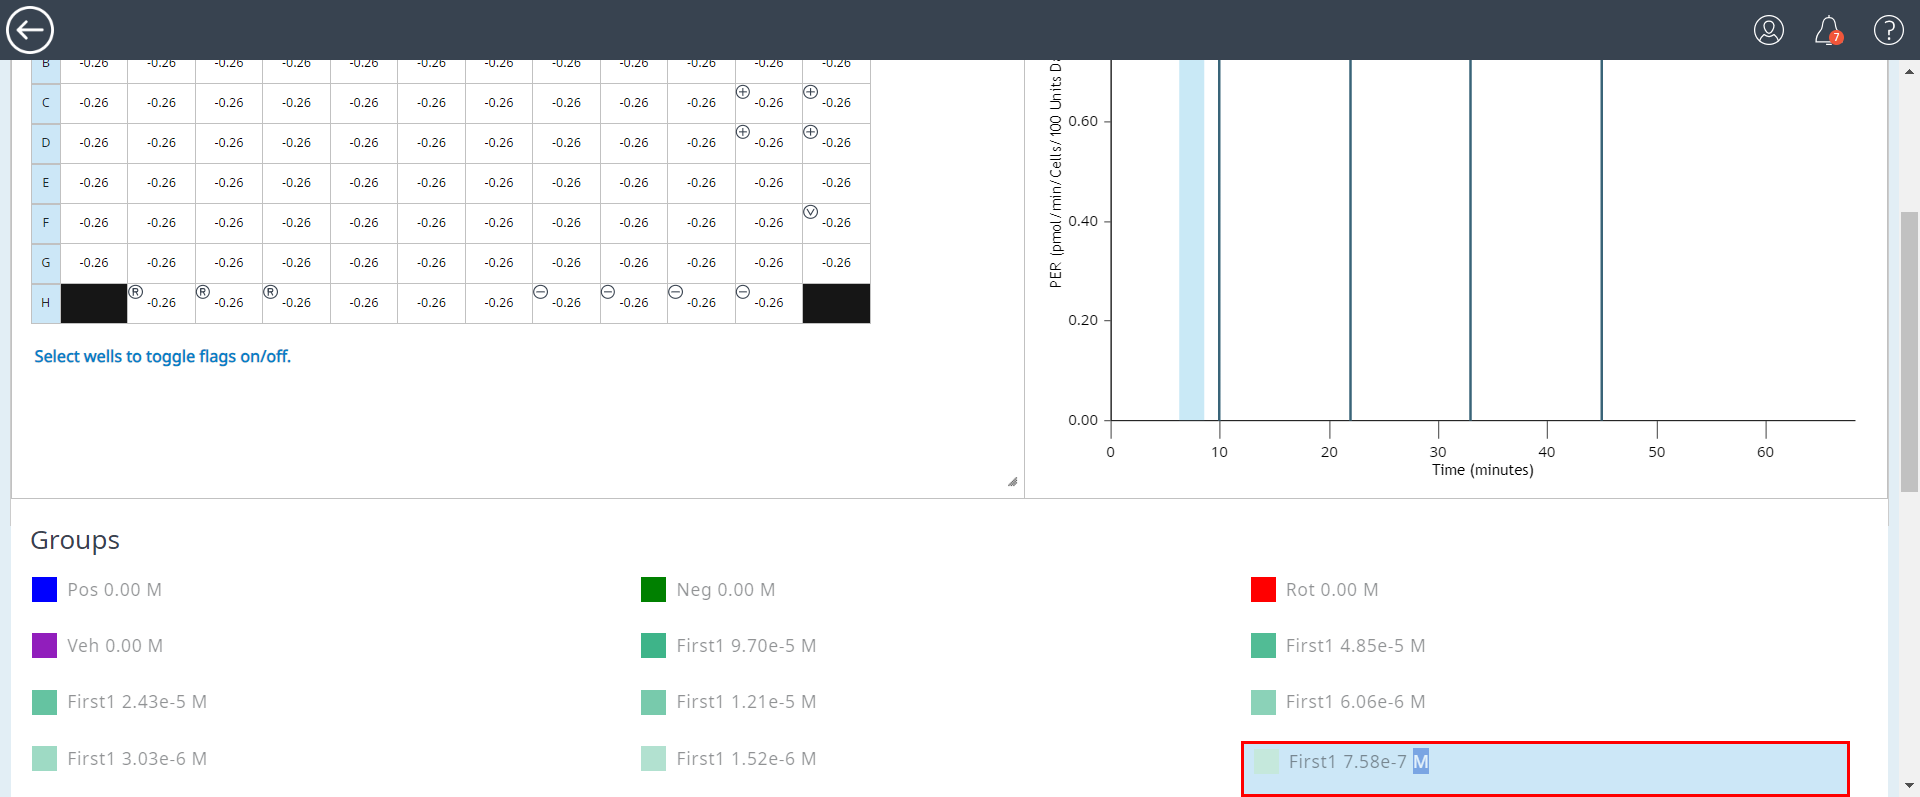 7 ?
B -0.26 -0.26 -0.26 -0.26 -0.26 -0.26 -0.26 -0.26 -0.26 -0.26 -0.26 -0.26
C -0.26 -0.26 -0.26 -0.26 -0.26 -0.26 -0.26 -0.26 -0.26 -0.26 + -0.26 + -0.26
D -0.26 -0.26 -0.26 -0.26 -0.26 -0.26 -0.26 -0.26 -0.26 -0.26 + -0.26 + -0.26
E -0.26 -0.26 -0.26 -0.26 -0.26 -0.26 -0.26 -0.26 -0.26 -0.26 -0.26 -0.26
F -0.26 -0.26 -0.26 -0.26 -0.26 -0.26 -0.26 -0.26 -0.26 -0.26 -0.26 V -0.26
G -0.26 -0.26 -0.26 -0.26 -0.26 -0.26 -0.26 -0.26 -0.26 -0.26 -0.26 -0.26
H R -0.26 R -0.26 R -0.26 -0.26 -0.26 -0.26 - -0.26 - -0.26 - -0.26 - -0.26
Select wells to toggle flags on/off.
PER (pmol/min/Cells/100 Units
0.60
0.40
0.20
0.00
0 10 20 30 40 50 60
Time (minutes)
Groups
Pos 0.00 M
Neg 0.00 M
Rot 0.00 M
Veh 0.00 M
First1 9.70e-5 M
First1 4.85e-5 M
First1 2.43e-5 M
First1 1.21e-5 M
First1 6.06e-6 M
First1 3.03e-6 M
First1 1.52e-6 M
First1 7.58e-7 M